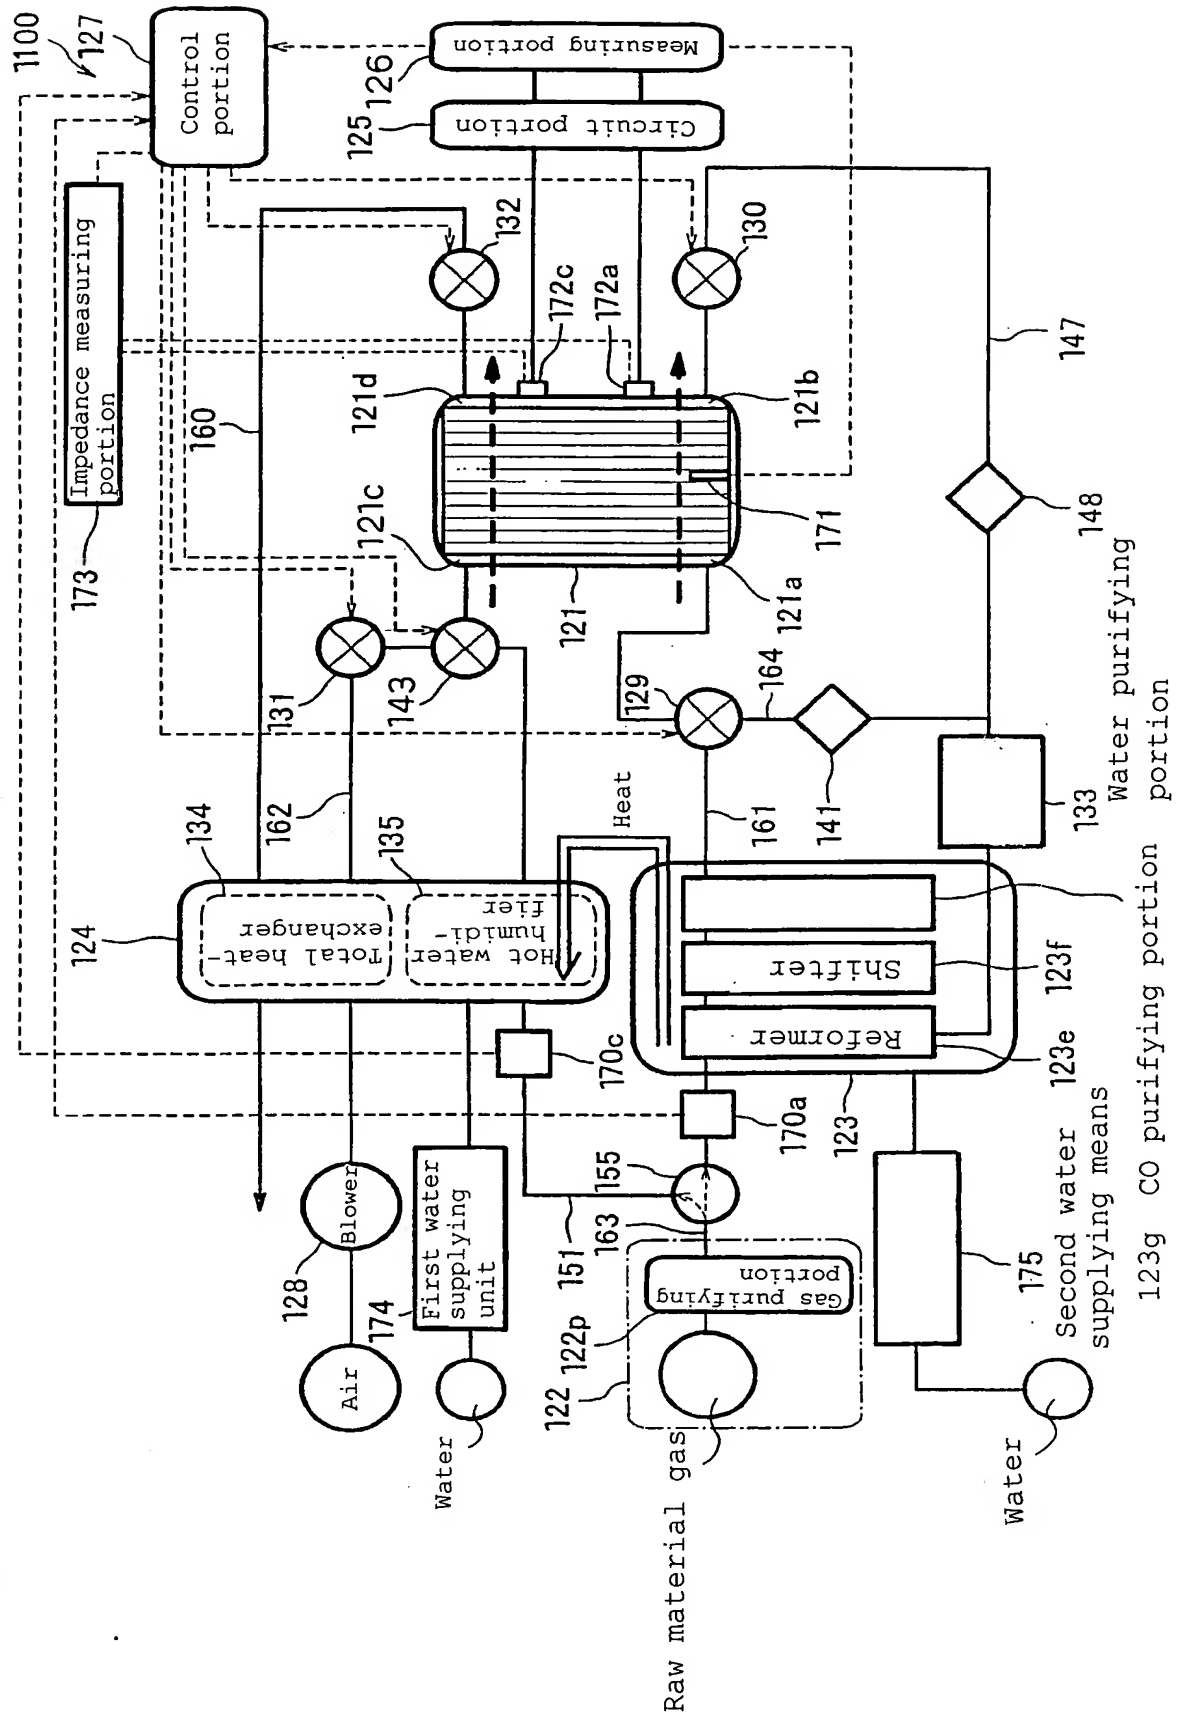 1100
127
Control
portion
126
Measuring portion
125
Circuit portion
Impedance measuring
portion
173
160
132
130
172c
172a
147
121d
121b
121c
121a
121
171
148
131
143
129
164
141
162
161
Heat
133
Water purifying
portion
124
134
Total heat-
exchanger
135
Hot water
humidi-
fier
170c
170a
Reformer
Shifter
123e
123f
123
123g CO purifying portion
128
Blower
Air
174
First water
supplying
unit
Water
151
155
163
122
122p
Gas purifying
portion
Raw material gas
175
Second water
supplying means
Water